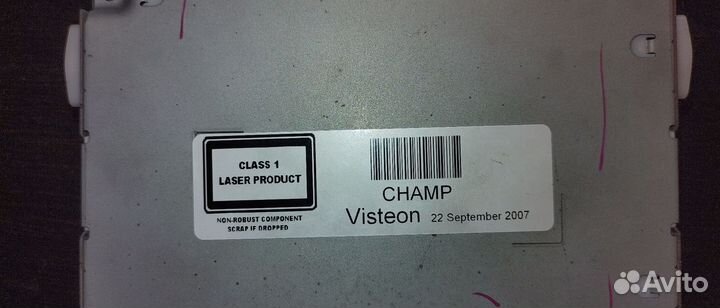 CLASS 1
LASER PRODUCT
NON-ROBUST COMPONENT
SCRAP IF DROPPED
CHAMP
Visteon 22 September 2007
Avito